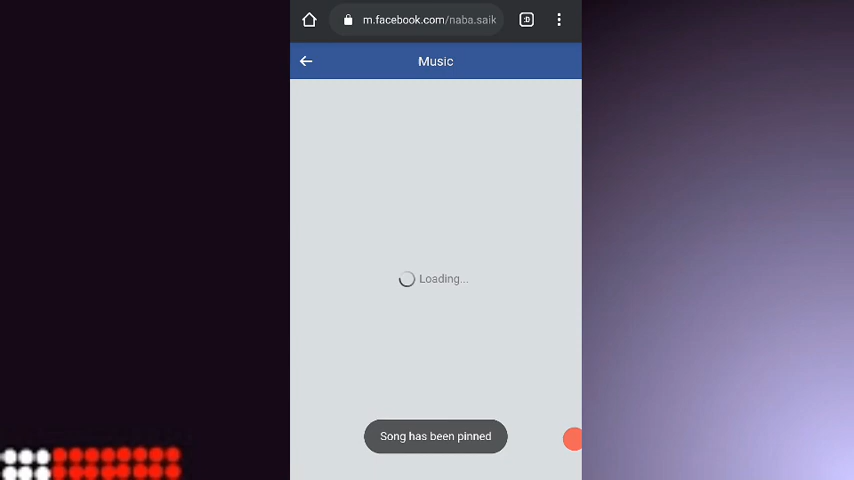 m.facebook.com/naba.saik
:D
Music
Loading...
Song has been pinned